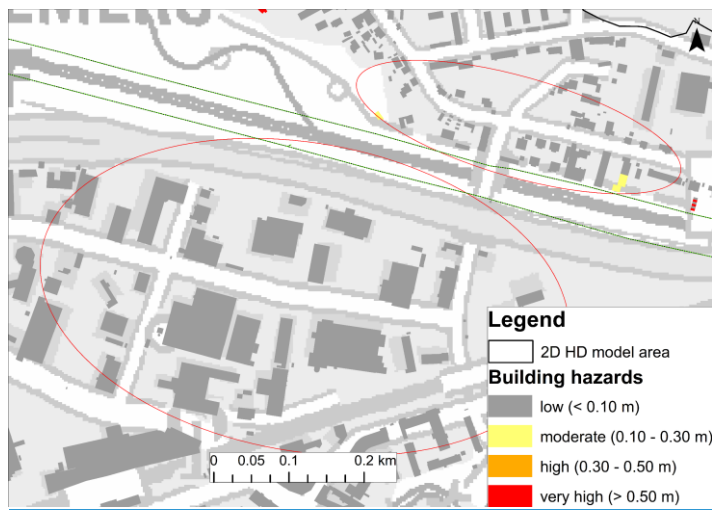 N
Legend
2D HD model area
Building hazards
low (< 0.10 m)
moderate (0.10 - 0.30 m)
high (0.30 - 0.50 m)
very high (> 0.50 m)
0 0.05 0.1 0.2 km